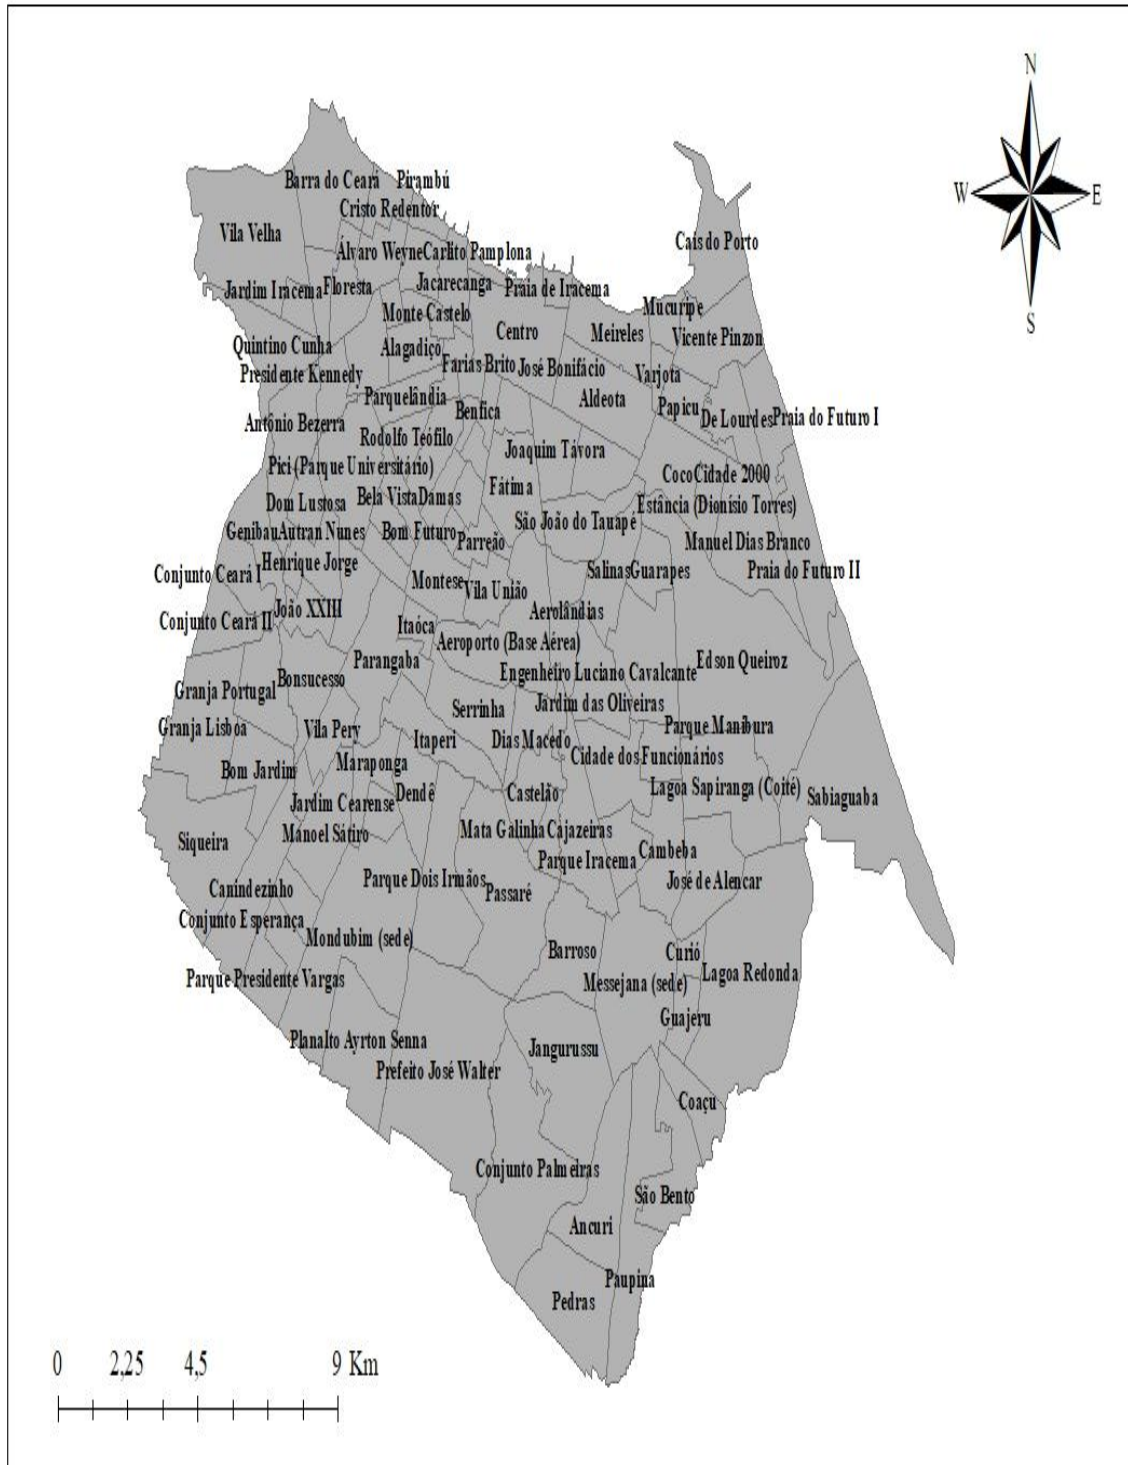 N
W
E
S
Barra do Ceará
Pirambú
Cristo Redentor
Vila Velha
Cais do Porto
Álvaro Weyne
Carlito Pamplona
Jardim Iracema
Floresta
Jacarecanga
Praia de Iracema
Mucuripe
Monte Castelo
Centro
Meireles
Vicente Pinzon
Quintino Cunha
Alagadiço
Presidente Kennedy
Farias Brito
José Bonifácio
Varjota
Parquelândia
Benfica
Aldeota
Papicu
De Lourdes
Praia do Futuro I
Antônio Bezerra
Rodolfo Teófilo
Joaquim Távora
Pici (Parque Universitário)
Coco
Cidade 2000
Dom Lustosa
Bela Vista
Damas
Fátima
Estância (Dionísio Torres)
Genibau
Autran Nunes
Bom Futuro
Parreão
São João do Tauapé
Manuel Dias Branco
Conjunto Ceará I
Henrique Jorge
Montese
Vila União
Salinas
Guarapes
Praia do Futuro II
Conjunto Ceará II
João XXIII
Itaóca
Aerolândias
Aeroporto (Base Aérea)
Parangaba
Edson Queiroz
Granja Portugal
Bonsucesso
Engenheiro Luciano Cavalcante
Serrinha
Jardim das Oliveiras
Granja Lisboa
Vila Pery
Itaperi
Dias Macedo
Parque Manibura
Bom Jardim
Maraponga
Cidade dos Funcionários
Jardim Cearense
Dendê
Castelão
Lagoa Sapiranga (Coité)
Sabiaguaba
Siqueira
Manoel Sátiro
Mata Galinha
Cajazeiras
Parque Iracema
Cambeba
Canindezinho
Parque Dois Irmãos
Passaré
José de Alencar
Conjunto Esperança
Mondubim (sede)
Barroso
Curió
Parque Presidente Vargas
Messejana (sede)
Lagoa Redonda
Guajeru
Planalto Ayrton Senna
Jangurussu
Prefeito José Walter
Coaçu
Conjunto Palmeiras
São Bento
Ancuri
Paupina
Pedras
0 2,25 4,5 9 Km